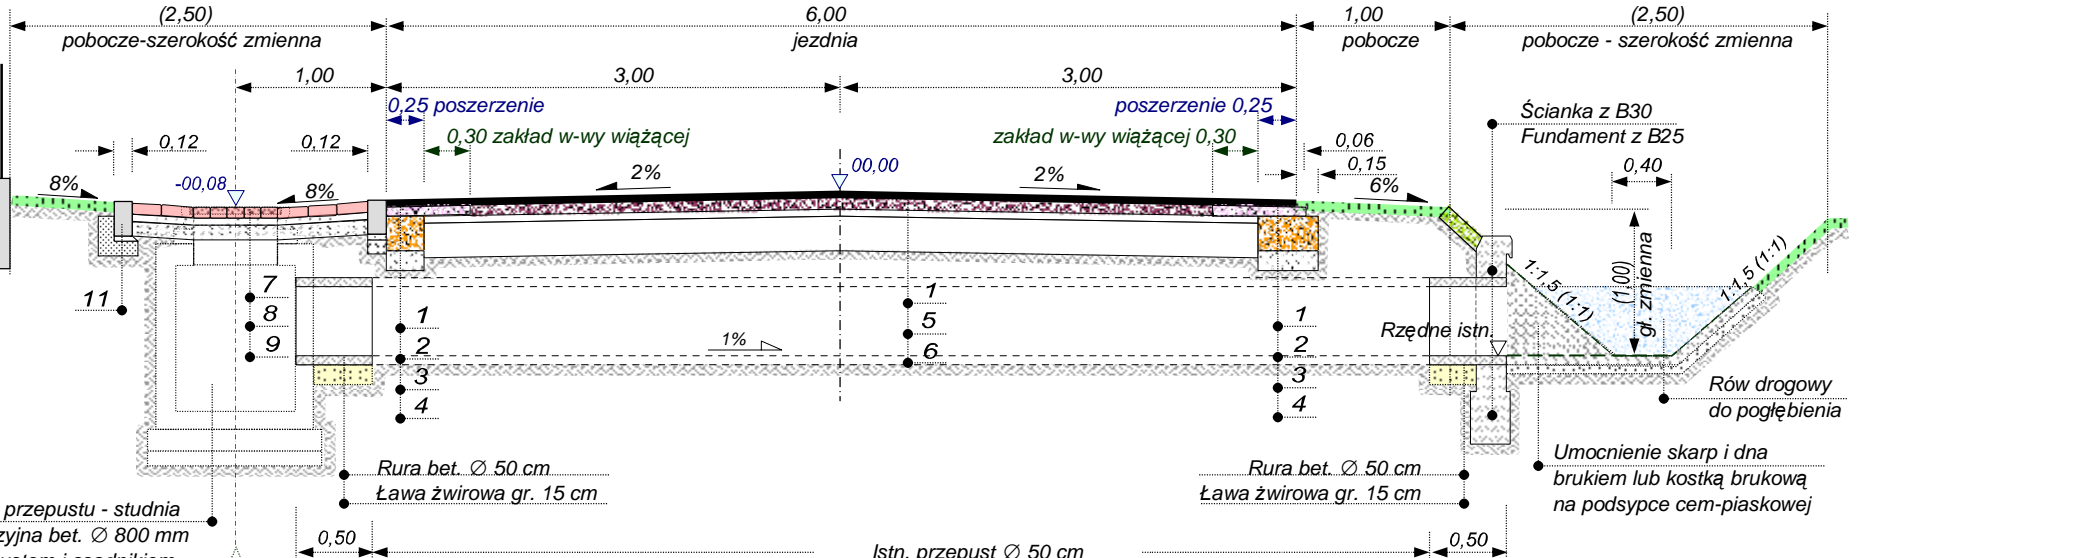 (2,50) 6,00 1,00 (2,50)
pobocze-szerokość zmienna jezdnia pobocze pobocze - szerokość zmienna
1,00 3,00 3,00
0,25 poszerzenie poszerzenie 0,25
Ścianka z B30
0,12 0,12 0,30 zakład w-wy wiążącej zakład w-wy wiążącej 0,30 0,06 Fundament z B25
00,00 0,15 0,40
8% -00,08 8% 2% 2% 6%
1:1,5 (1:1) (1,00) gł. zmienna 1:1,5 (1:1)
11 7 1 1 1
8 5 Rzędne istn.
9 2 1% 6 2
3 3
4 4
Rów drogowy
do pogłębienia
Rura bet. ∅ 50 cm Rura bet. ∅ 50 cm
Ława żwirowa gr. 15 cm Ława żwirowa gr. 15 cm
Umocnienie skarp i dna
brukiem lub kostką brukową
na podsypce cem-piaskowej
przepustu - studnia
zyjna bet. ∅ 800 mm
0,50 Istn. przepust ∅ 50 cm 0,50